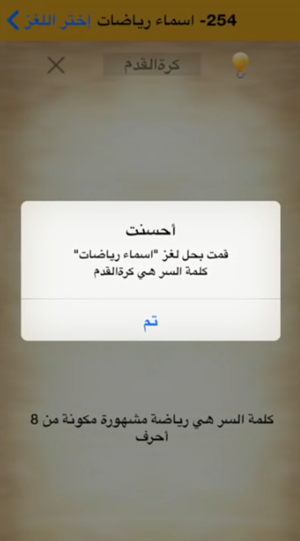 254- اسماء رياضات إختر اللغز
كرةالقدم
أحسنت
قمت بحل لغز "اسماء رياضات"
كلمة السر هي كرةالقدم
تم
كلمة السر هي رياضة مشهورة مكونة من 8
أحرف